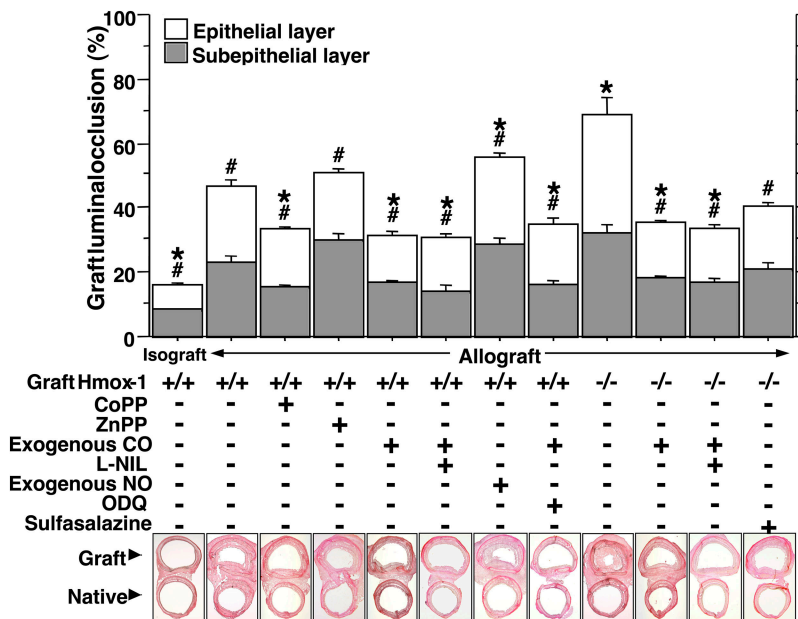 Graft luminal occlusion (%)
100
80
60
40
20
0
Epithelial layer
Subepithelial layer
*
#
#
*
#
#
*
#
*
#
*
#
*
#
*
*
#
*
#
#
Isograft Allograft
Graft Hmox-1 +/+ +/+ +/+ +/+ +/+ +/+ +/+ +/+ -/- -/- -/- -/-
CoPP - - + - - - - - - - - -
ZnPP - - - + - - - - - - - -
Exogenous CO - - - - + + - + - + + -
L-NIL - - - - - + - - - - + -
Exogenous NO - - - - - - + - - - - -
ODQ - - - - - - - + - - - -
Sulfasalazine - - - - - - - - - - - +
Graft
Native